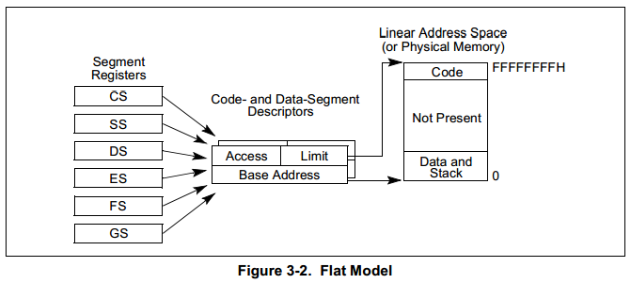 Linear Address Space
(or Physical Memory)
Segment
Registers
CS
SS
DS
ES
FS
GS
Code- and Data-Segment
Descriptors
Access
Limit
Base Address
Code
FFFFFFFFH
Not Present
Data and
Stack
0
Figure 3-2. Flat Model